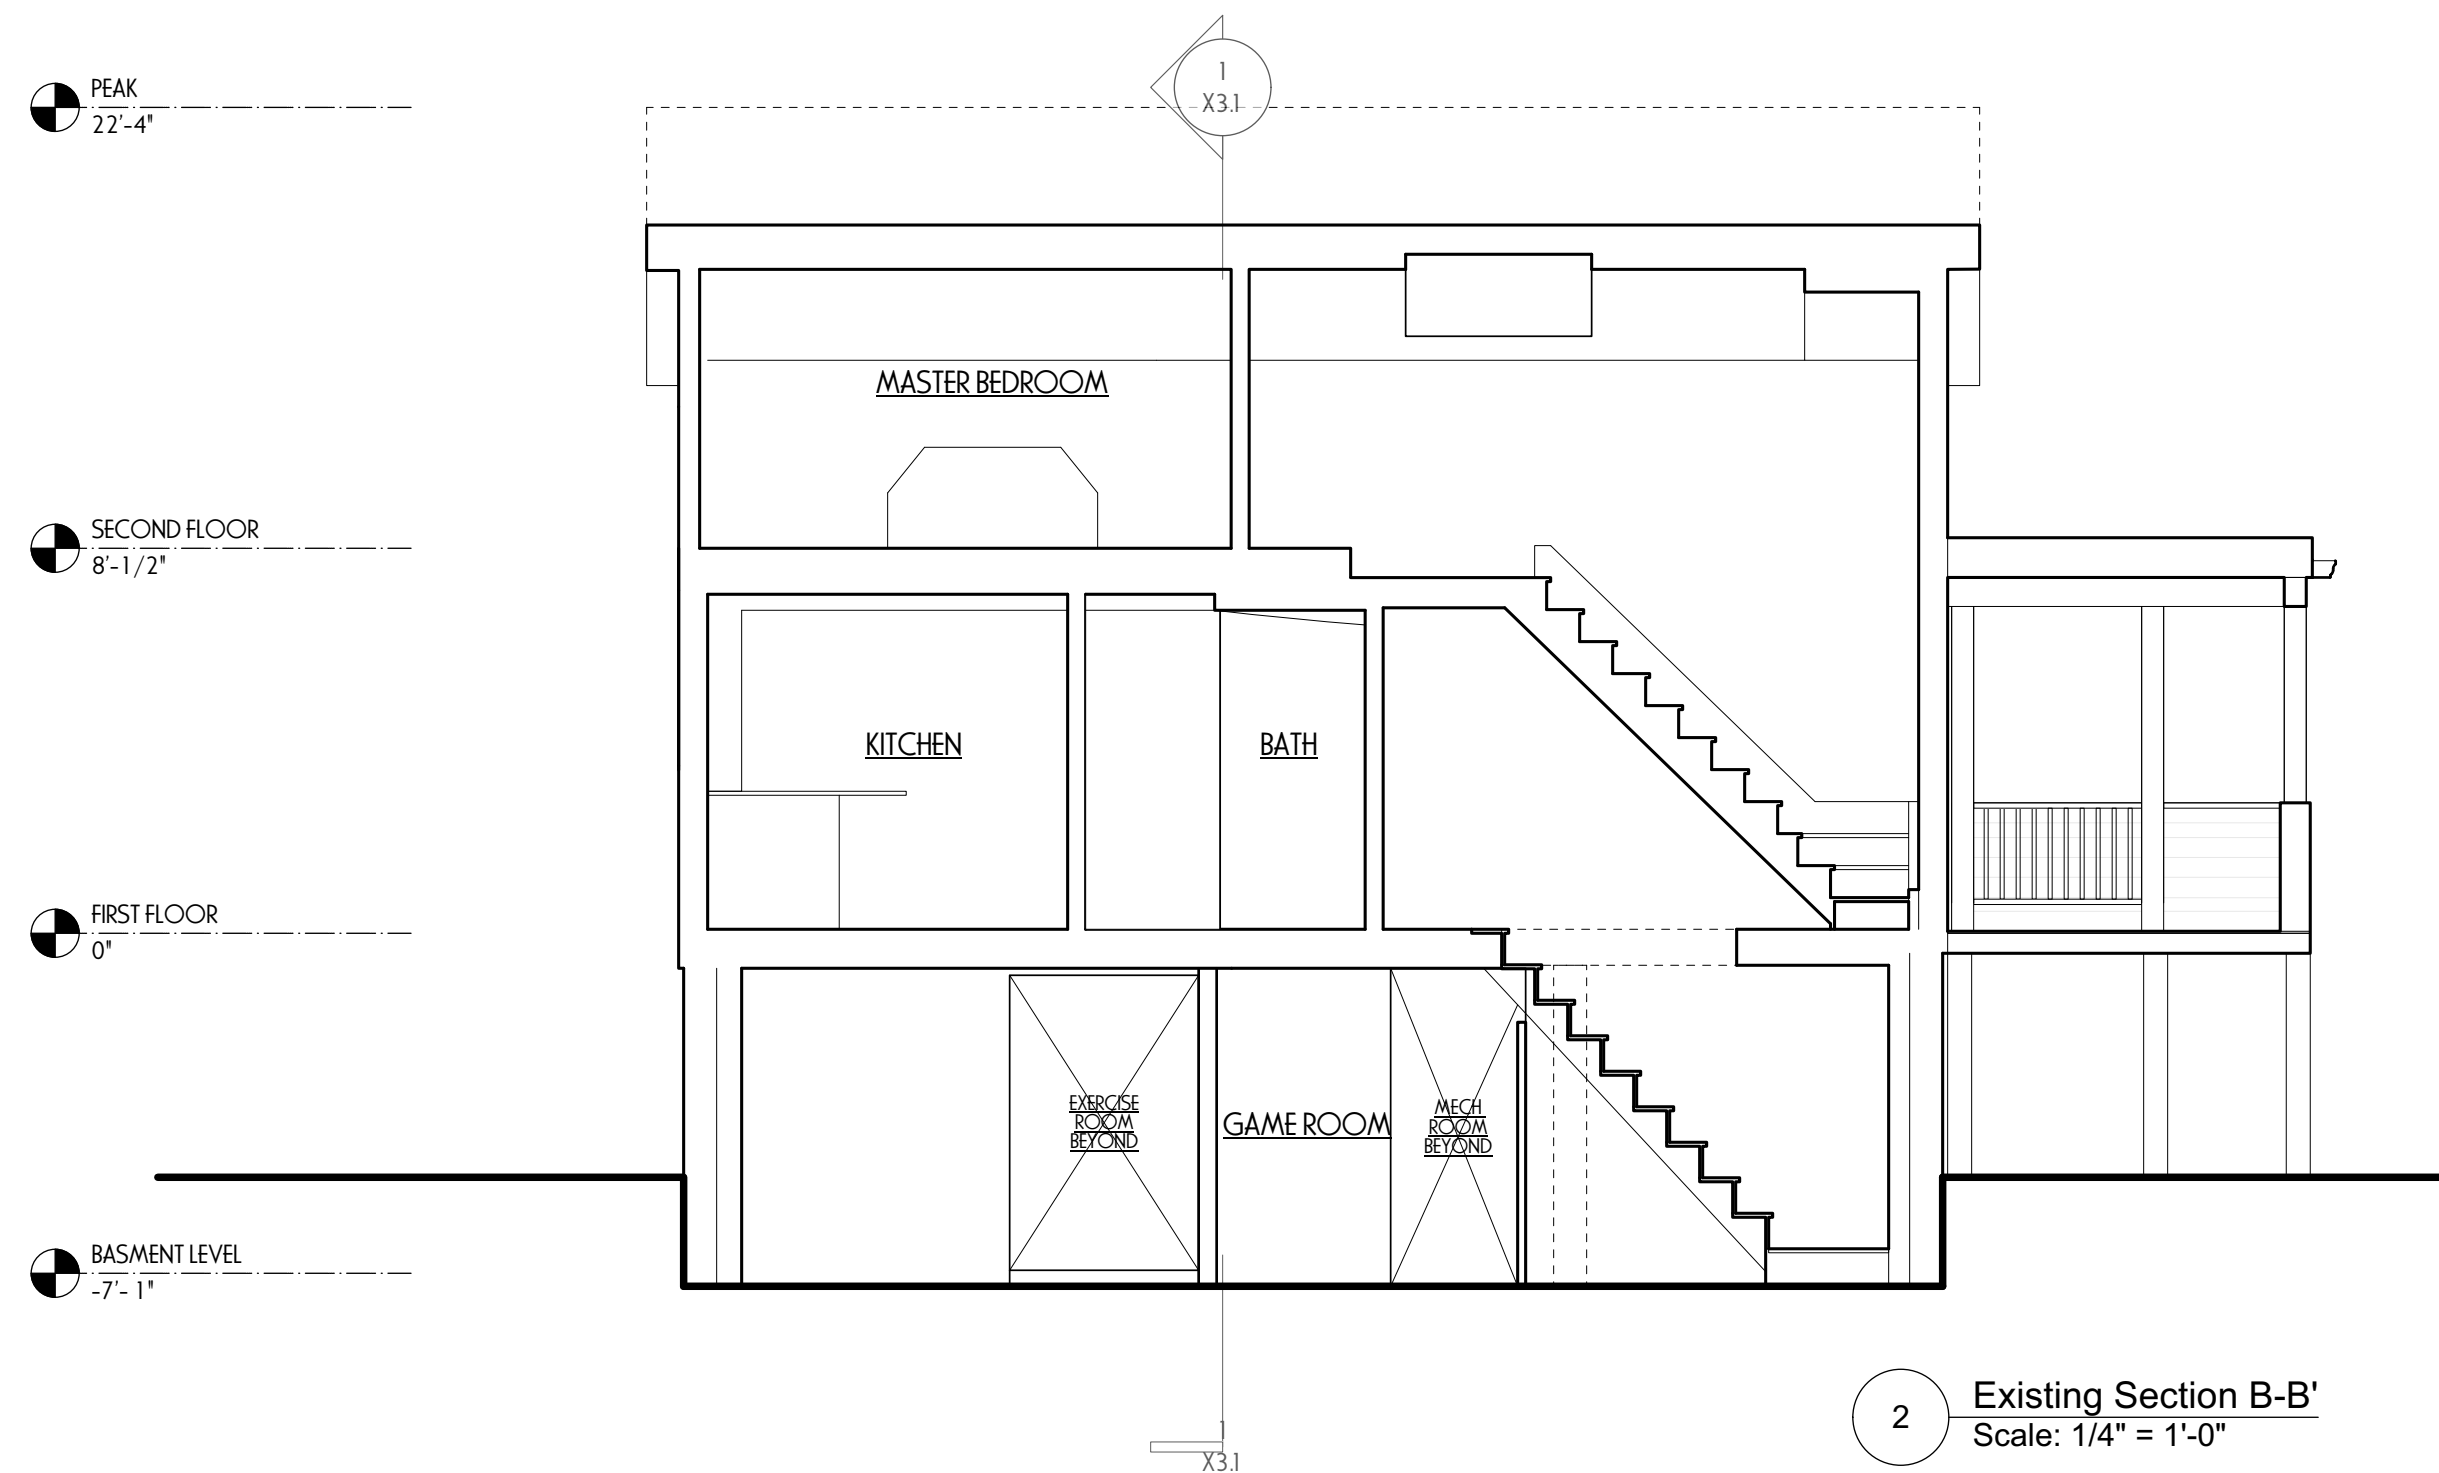 1
X3.1
PEAK
22'-4"
MASTER BEDROOM
SECOND FLOOR
8'-1/2"
KITCHEN
BATH
FIRST FLOOR
0"
EXERCISE
ROOM
BEYOND
GAME ROOM
MECH
ROOM
BEYOND
BASMENT LEVEL
-7'- 1"
2
Existing Section B-B'
Scale: 1/4" = 1'-0"
1
X3.1